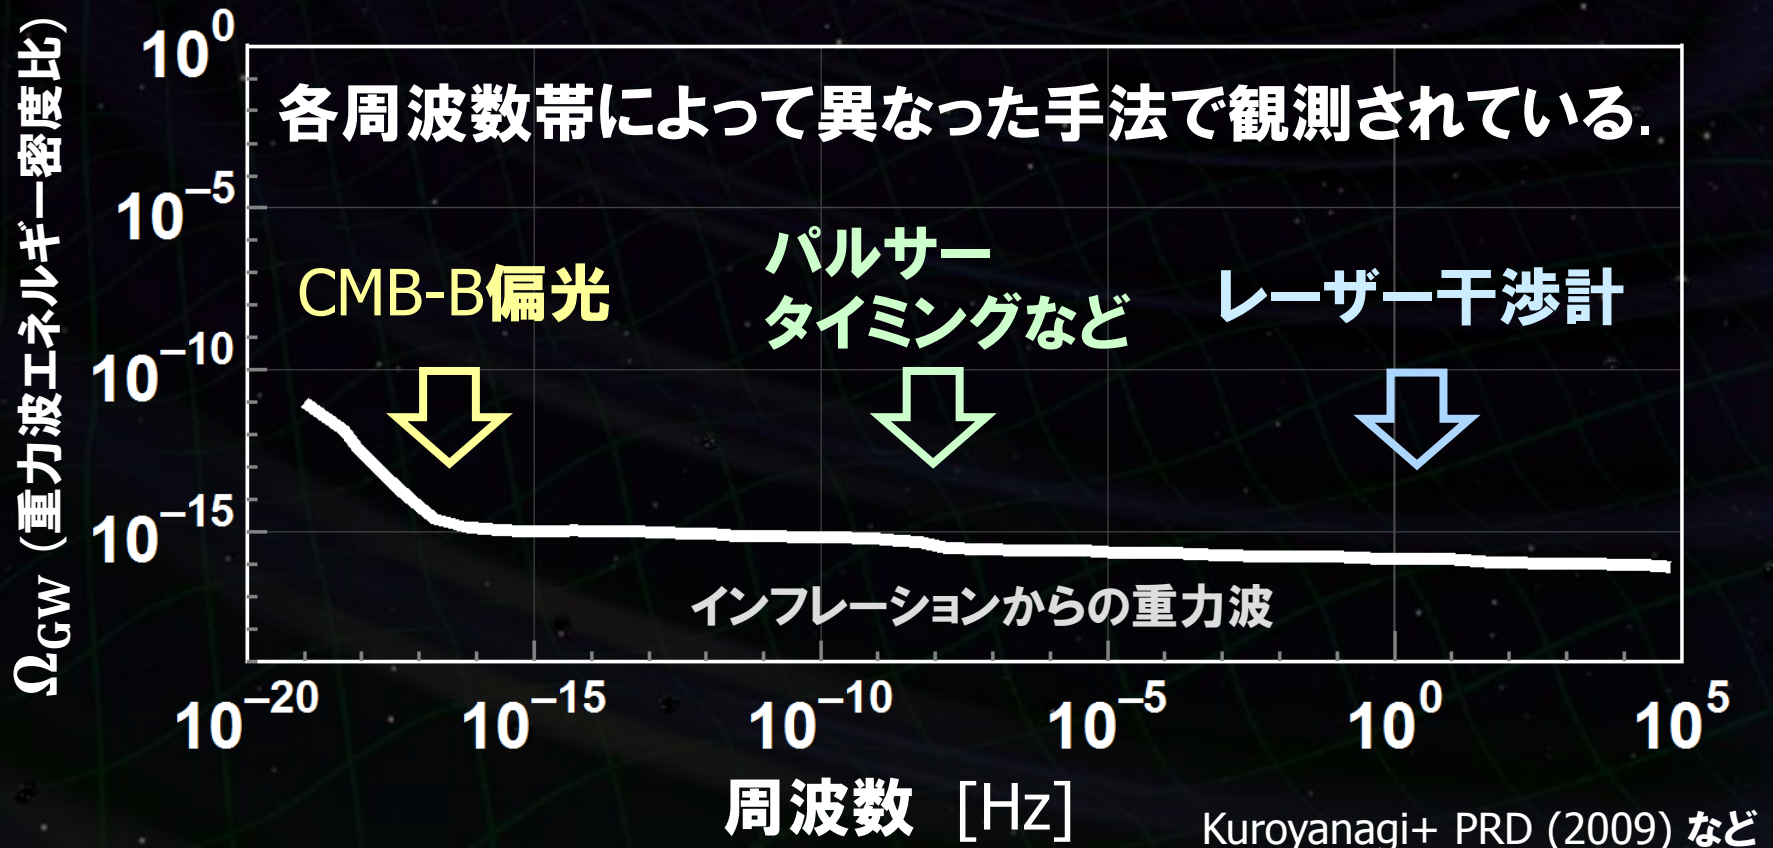 Ω_GW (重力波エネルギー密度比)
10^0
10^−5
10^−10
10^−15
各周波数帯によって異なった手法で観測されている.
CMB-B偏光
パルサー
タイミングなど
レーザー干渉計
インフレーションからの重力波
10^−20 10^−15 10^−10 10^−5 10^0 10^5
周波数 [Hz]
Kuroyanagi+ PRD (2009) など